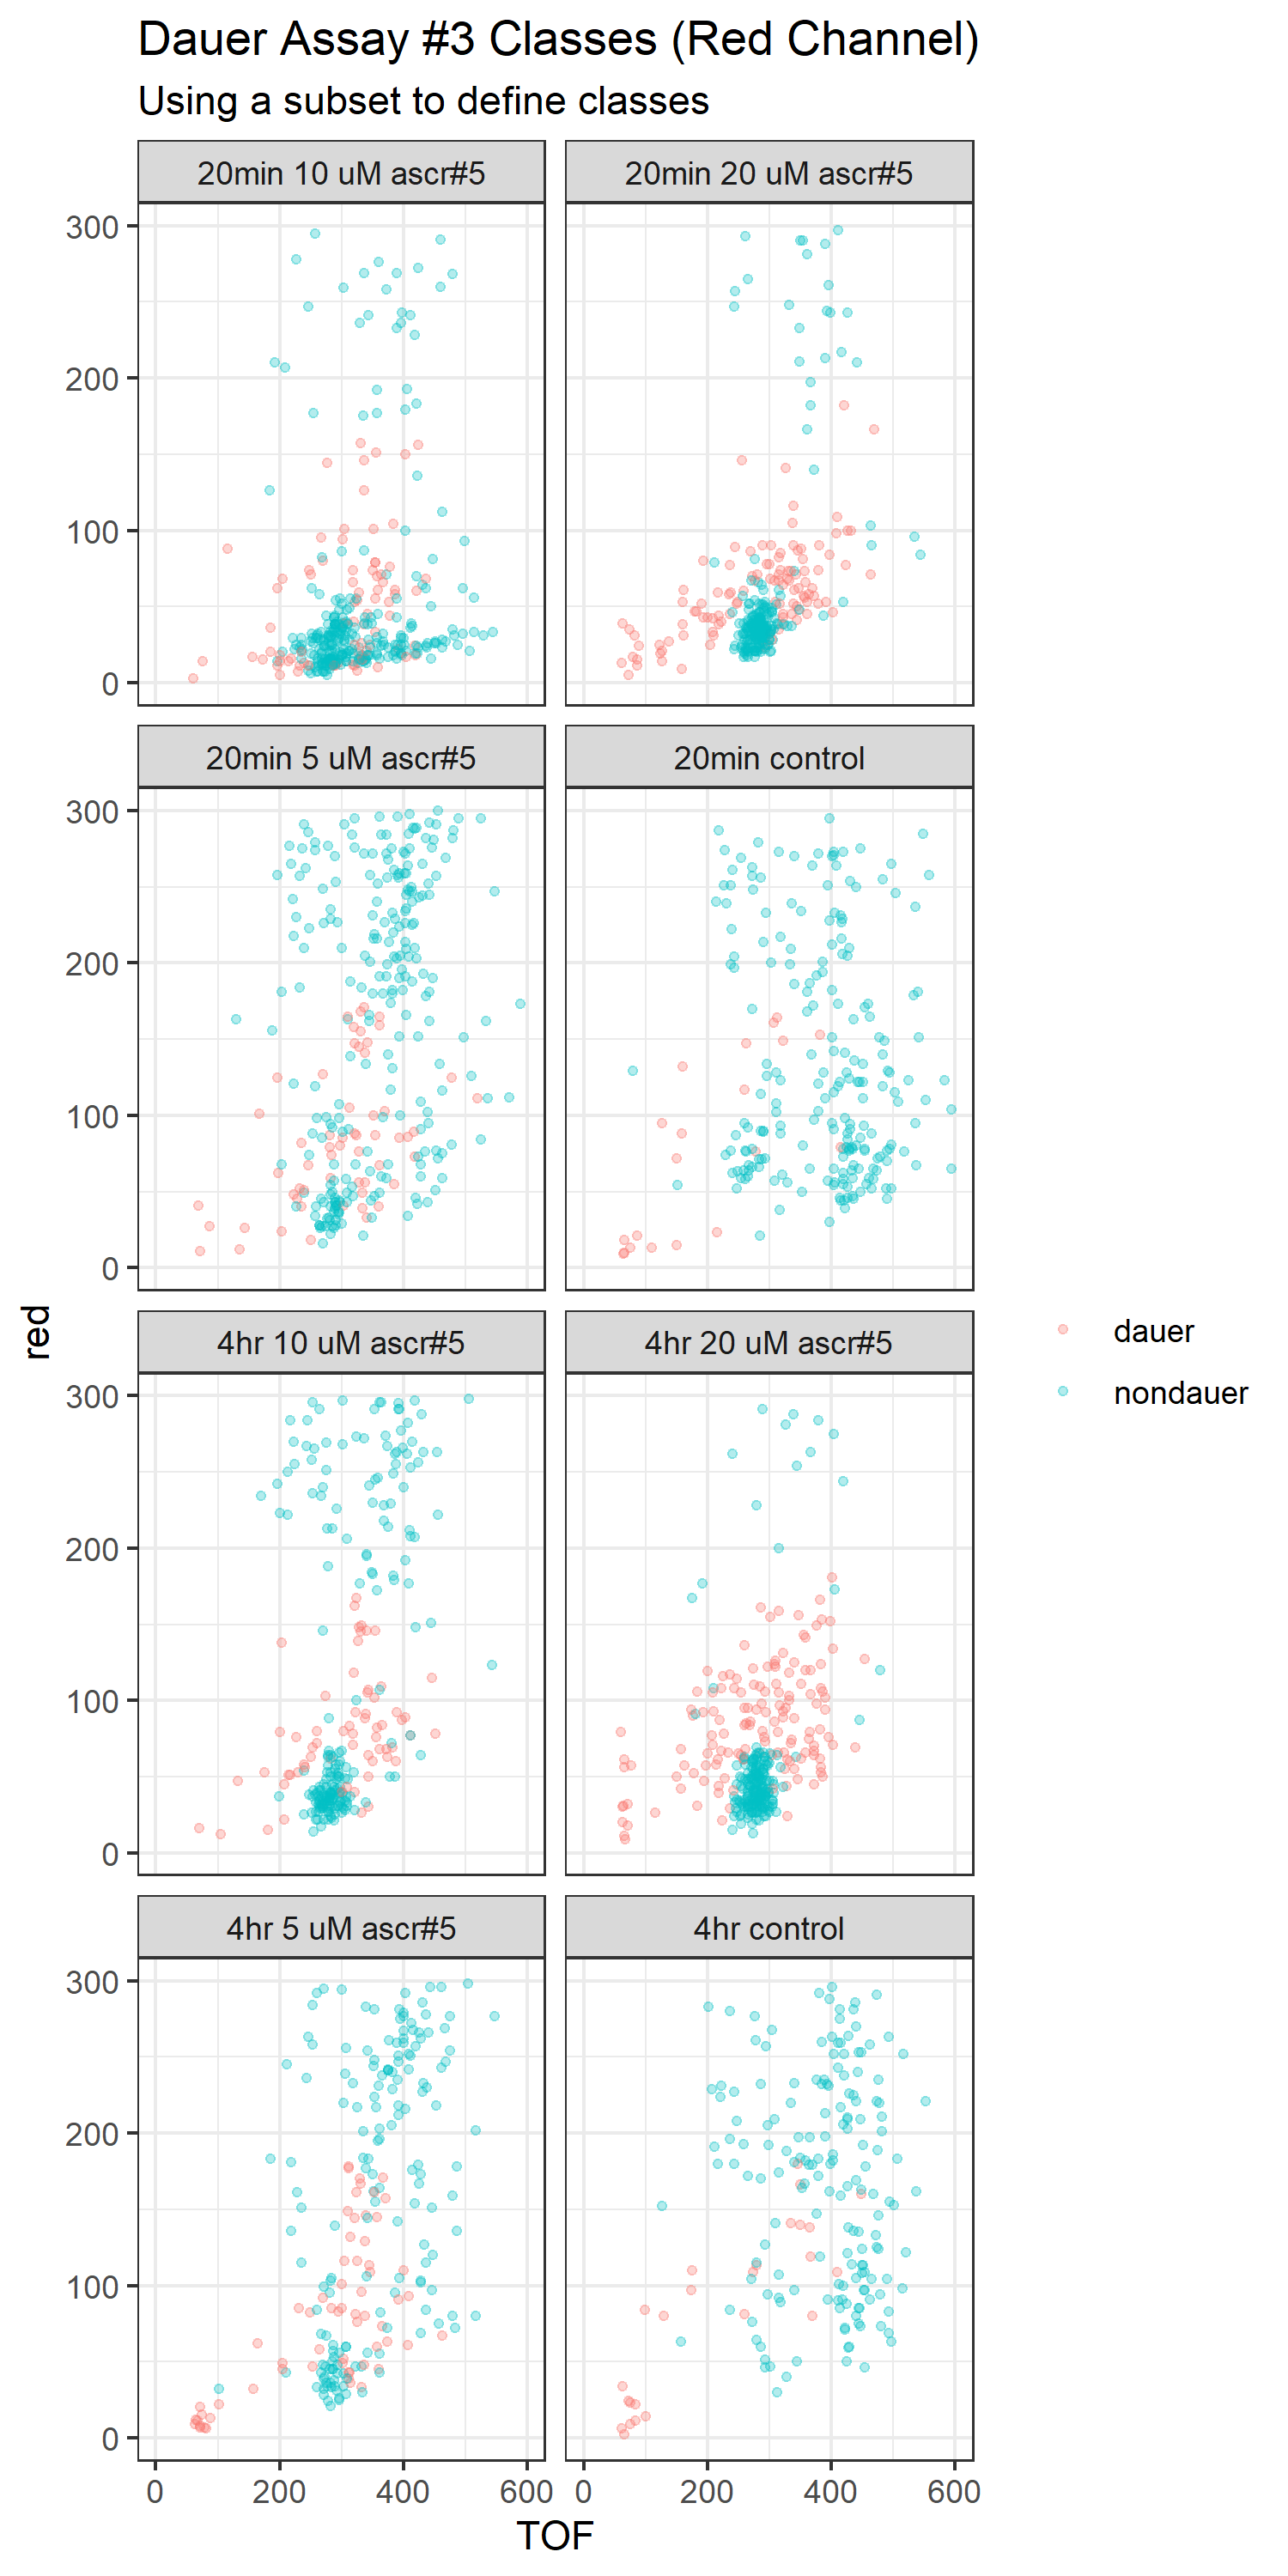 Dauer Assay #3 Classes (Red Channel)
Using a subset to define classes
20min 10 uM ascr#5
20min 20 uM ascr#5
300
200
100
0
20min 5 uM ascr#5
20min control
300
200
100
0
red
4hr 10 uM ascr#5
4hr 20 uM ascr#5
dauer
nondauer
300
200
100
0
4hr 5 uM ascr#5
4hr control
300
200
100
0
0 200 400 600 0 200 400 600
TOF